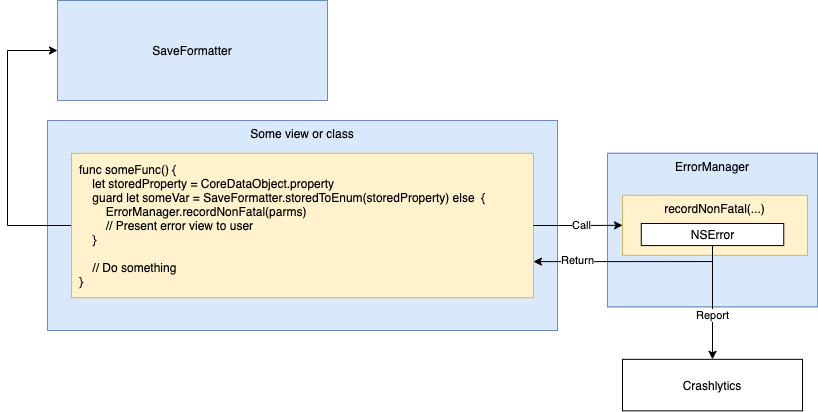 SaveFormatter
Some view or class
func someFunc() {
    let storedProperty = CoreDataObject.property
    guard let someVar = SaveFormatter.storedToEnum(storedProperty) else {
        ErrorManager.recordNonFatal(parms)
        // Present error view to user
    }

    // Do something
}
Call
Return
ErrorManager
recordNonFatal(...)
NSError
Report
Crashlytics